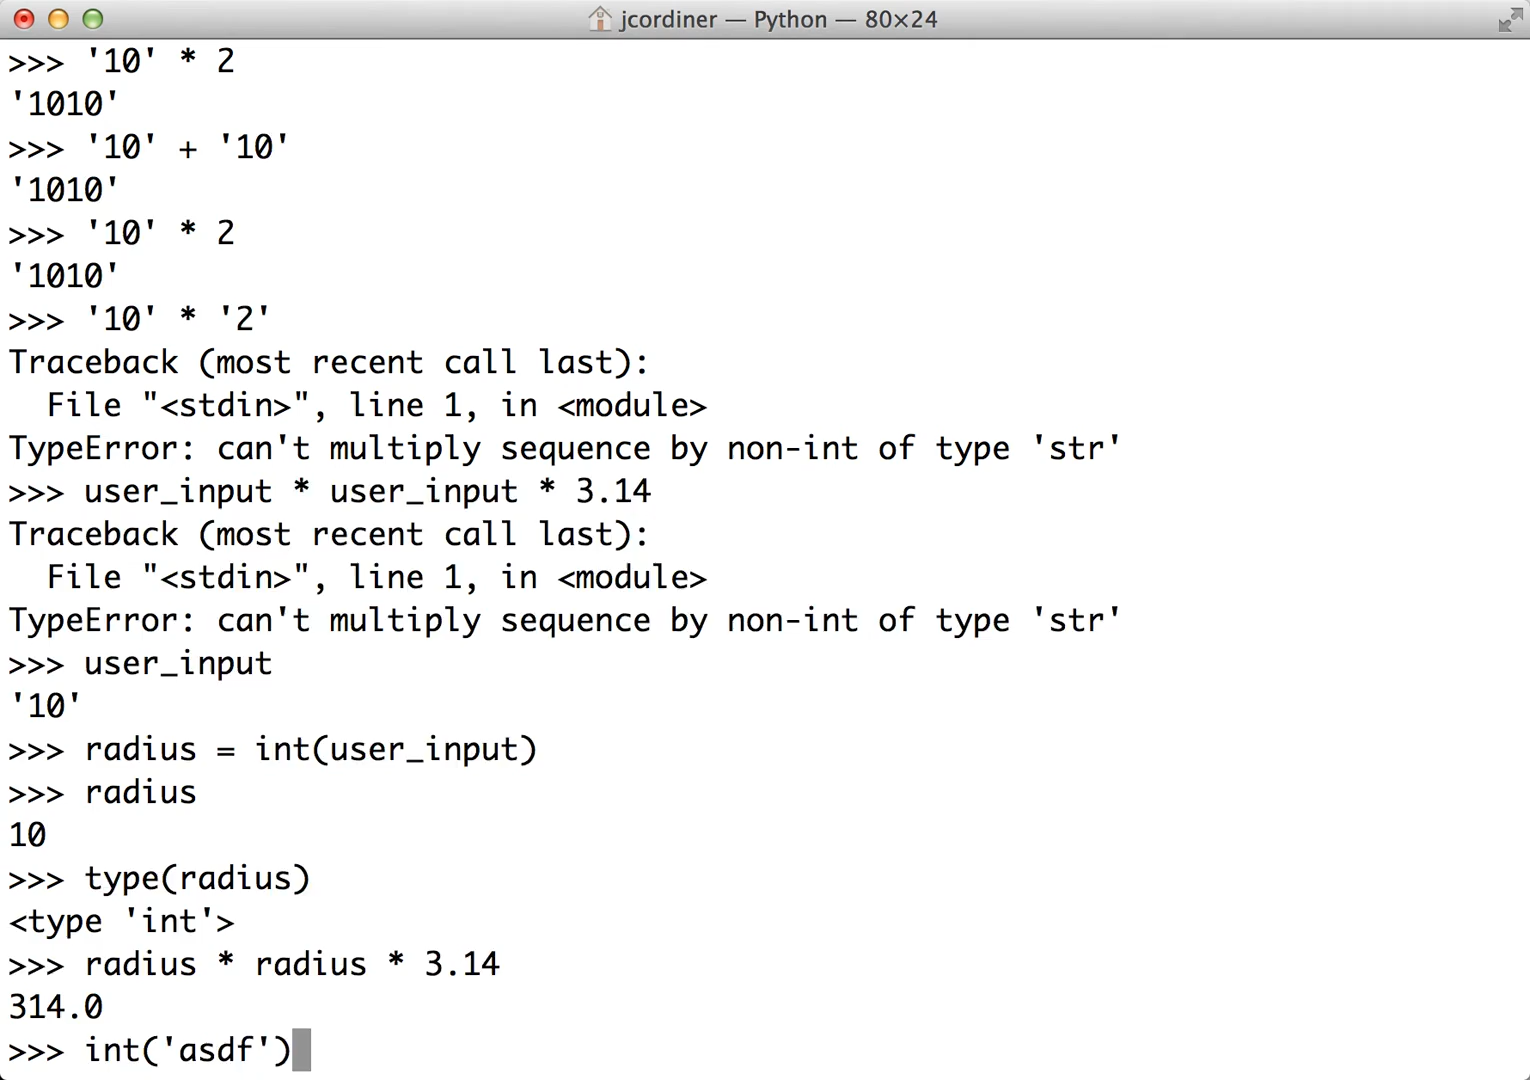 jcordiner — Python — 80×24
>>> '10' * 2
'1010'
>>> '10' + '10'
'1010'
>>> '10' * 2
'1010'
>>> '10' * '2'
Traceback (most recent call last):
  File "<stdin>", line 1, in <module>
TypeError: can't multiply sequence by non-int of type 'str'
>>> user_input * user_input * 3.14
Traceback (most recent call last):
  File "<stdin>", line 1, in <module>
TypeError: can't multiply sequence by non-int of type 'str'
>>> user_input
'10'
>>> radius = int(user_input)
>>> radius
10
>>> type(radius)
<type 'int'>
>>> radius * radius * 3.14
314.0
>>> int('asdf')